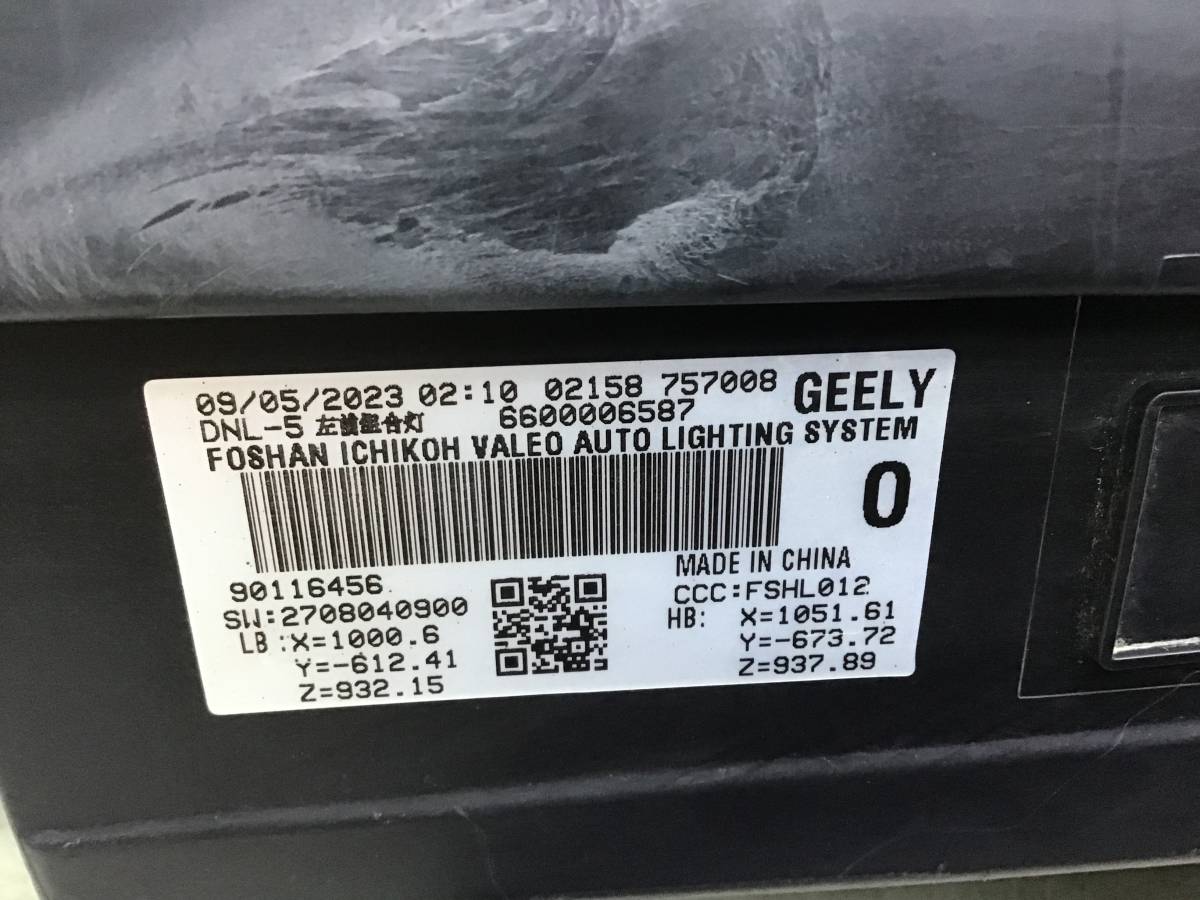 09/05/2023 02:10 02158 757008 GEELY
DNL-5 左前组合灯 6600006587
FOSHAN ICHIKOH VALEO AUTO LIGHTING SYSTEM
0
MADE IN CHINA
90116456
CCC:FSHL012
SW:2708040900
HB: X=1051.61
LB:X=1000.6
Y=-673.72
Y=-612.41
Z=937.89
Z=932.15